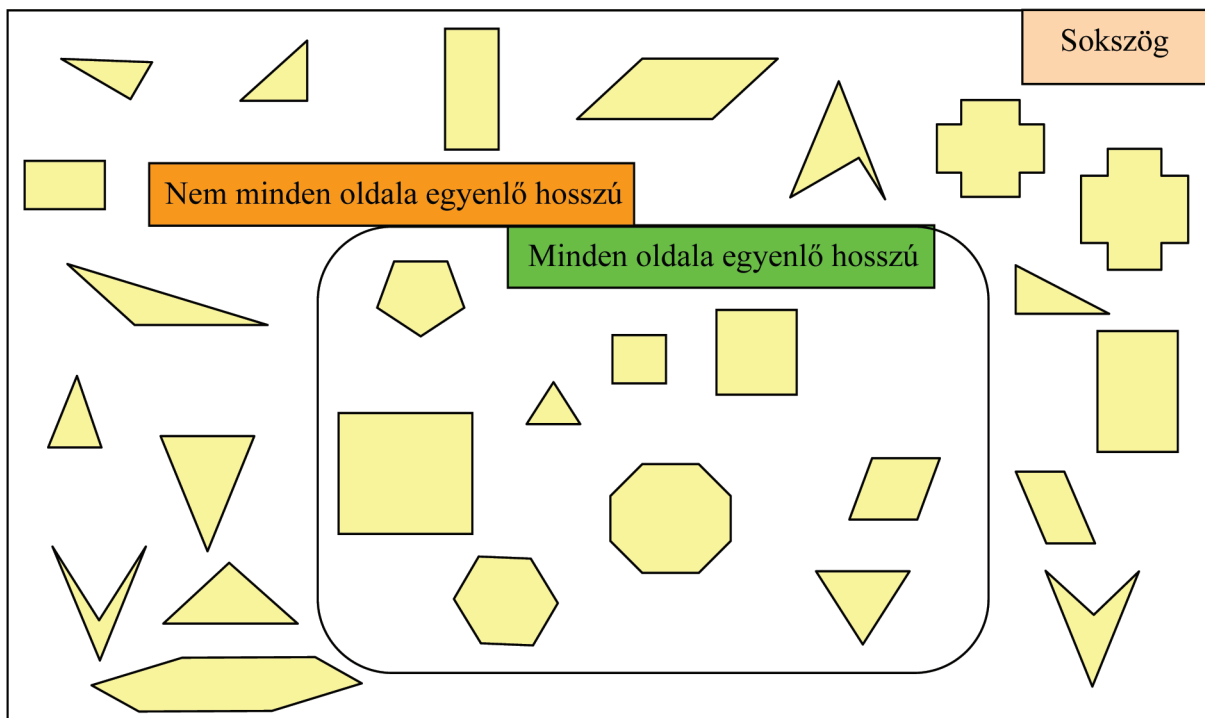 Sokszög
Nem minden oldala egyenlő hosszú
Minden oldala egyenlő hosszú